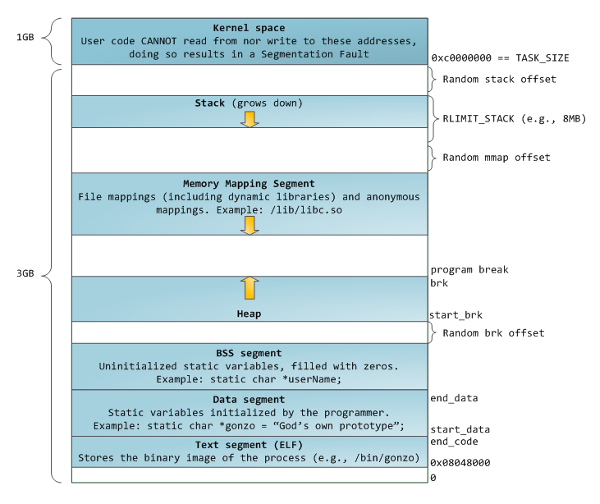 Kernel space
1GB
User code CANNOT read from nor write to these addresses,
doing so results in a Segmentation Fault
0xc0000000 == TASK_SIZE
Random stack offset
Stack (grows down)
RLIMIT_STACK (e.g., 8MB)
Random mmap offset
Memory Mapping Segment
File mappings (including dynamic libraries) and anonymous
mappings. Example: /lib/libc.so
3GB
program break
brk
Heap
start_brk
Random brk offset
BSS segment
Uninitialized static variables, filled with zeros.
Example: static char *userName;
Data segment
end_data
Static variables initialized by the programmer.
Example: static char *gonzo = “God’s own prototype”;
start_data
end_code
Text segment (ELF)
Stores the binary image of the process (e.g., /bin/gonzo)
0x08048000
0